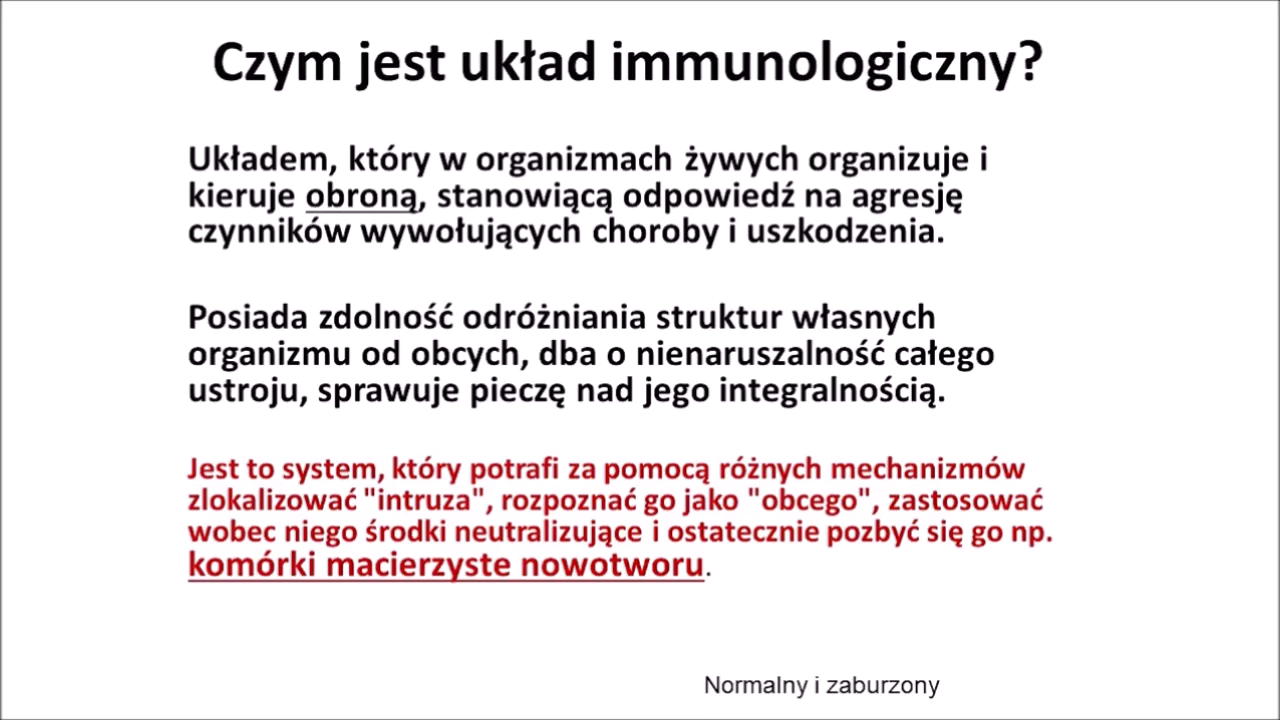 Czym jest układ immunologiczny?
Układem, który w organizmach żywych organizuje i
kieruje obroną, stanowiącą odpowiedź na agresję
czynników wywołujących choroby i uszkodzenia.
Posiada zdolność odróżniania struktur własnych
organizmu od obcych, dba o nienaruszalność całego
ustroju, sprawuje pieczę nad jego integralnością.
Jest to system, który potrafi za pomocą różnych mechanizmów
zlokalizować "intruza", rozpoznać go jako "obcego", zastosować
wobec niego środki neutralizujące i ostatecznie pozbyć się go np.
komórki macierzyste nowotworu.
Normalny i zaburzony